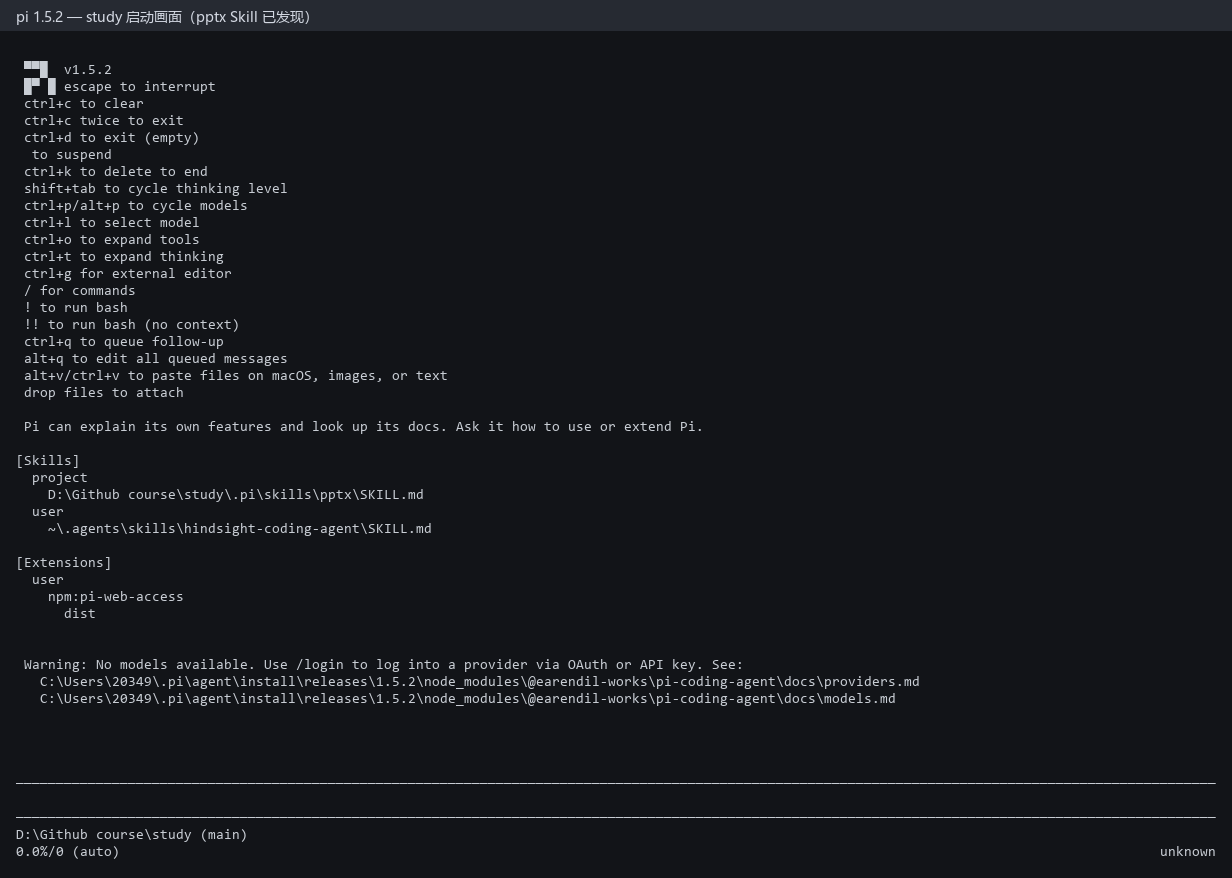 pi 1.5.2 — study 启动画面（pptx Skill 已发现）
v1.5.2
escape to interrupt
ctrl+c to clear
ctrl+c twice to exit
ctrl+d to exit (empty)
to suspend
ctrl+k to delete to end
shift+tab to cycle thinking level
ctrl+p/alt+p to cycle models
ctrl+l to select model
ctrl+o to expand tools
ctrl+t to expand thinking
ctrl+g for external editor
/ for commands
! to run bash
!! to run bash (no context)
ctrl+q to queue follow-up
alt+q to edit all queued messages
alt+v/ctrl+v to paste files on macOS, images, or text
drop files to attach
Pi can explain its own features and look up its docs. Ask it how to use or extend Pi.
[Skills]
project
D:\Github course\study\.pi\skills\pptx\SKILL.md
user
~\.agents\skills\hindsight-coding-agent\SKILL.md
[Extensions]
user
npm:pi-web-access
dist
Warning: No models available. Use /login to log into a provider via OAuth or API key. See:
C:\Users\20349\.pi\agent\install\releases\1.5.2\node_modules\@earendil-works\pi-coding-agent\docs\providers.md
C:\Users\20349\.pi\agent\install\releases\1.5.2\node_modules\@earendil-works\pi-coding-agent\docs\models.md
D:\Github course\study (main)
0.0%/0 (auto) unknown